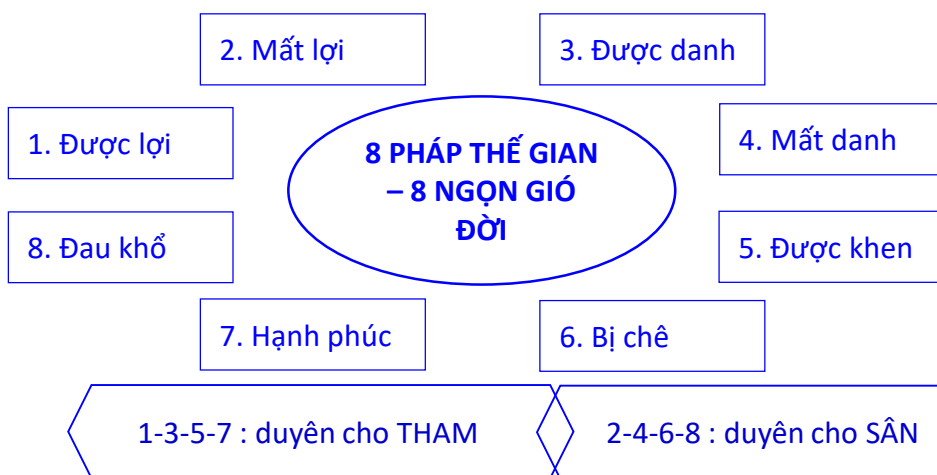 2. Mất lợi
3. Được danh
1. Được lợi
8 PHÁP THẾ GIAN
– 8 NGỌN GIÓ
ĐỜI
4. Mất danh
8. Đau khổ
5. Được khen
7. Hạnh phúc
6. Bị chê
1-3-5-7 : duyên cho THAM
2-4-6-8 : duyên cho SÂN